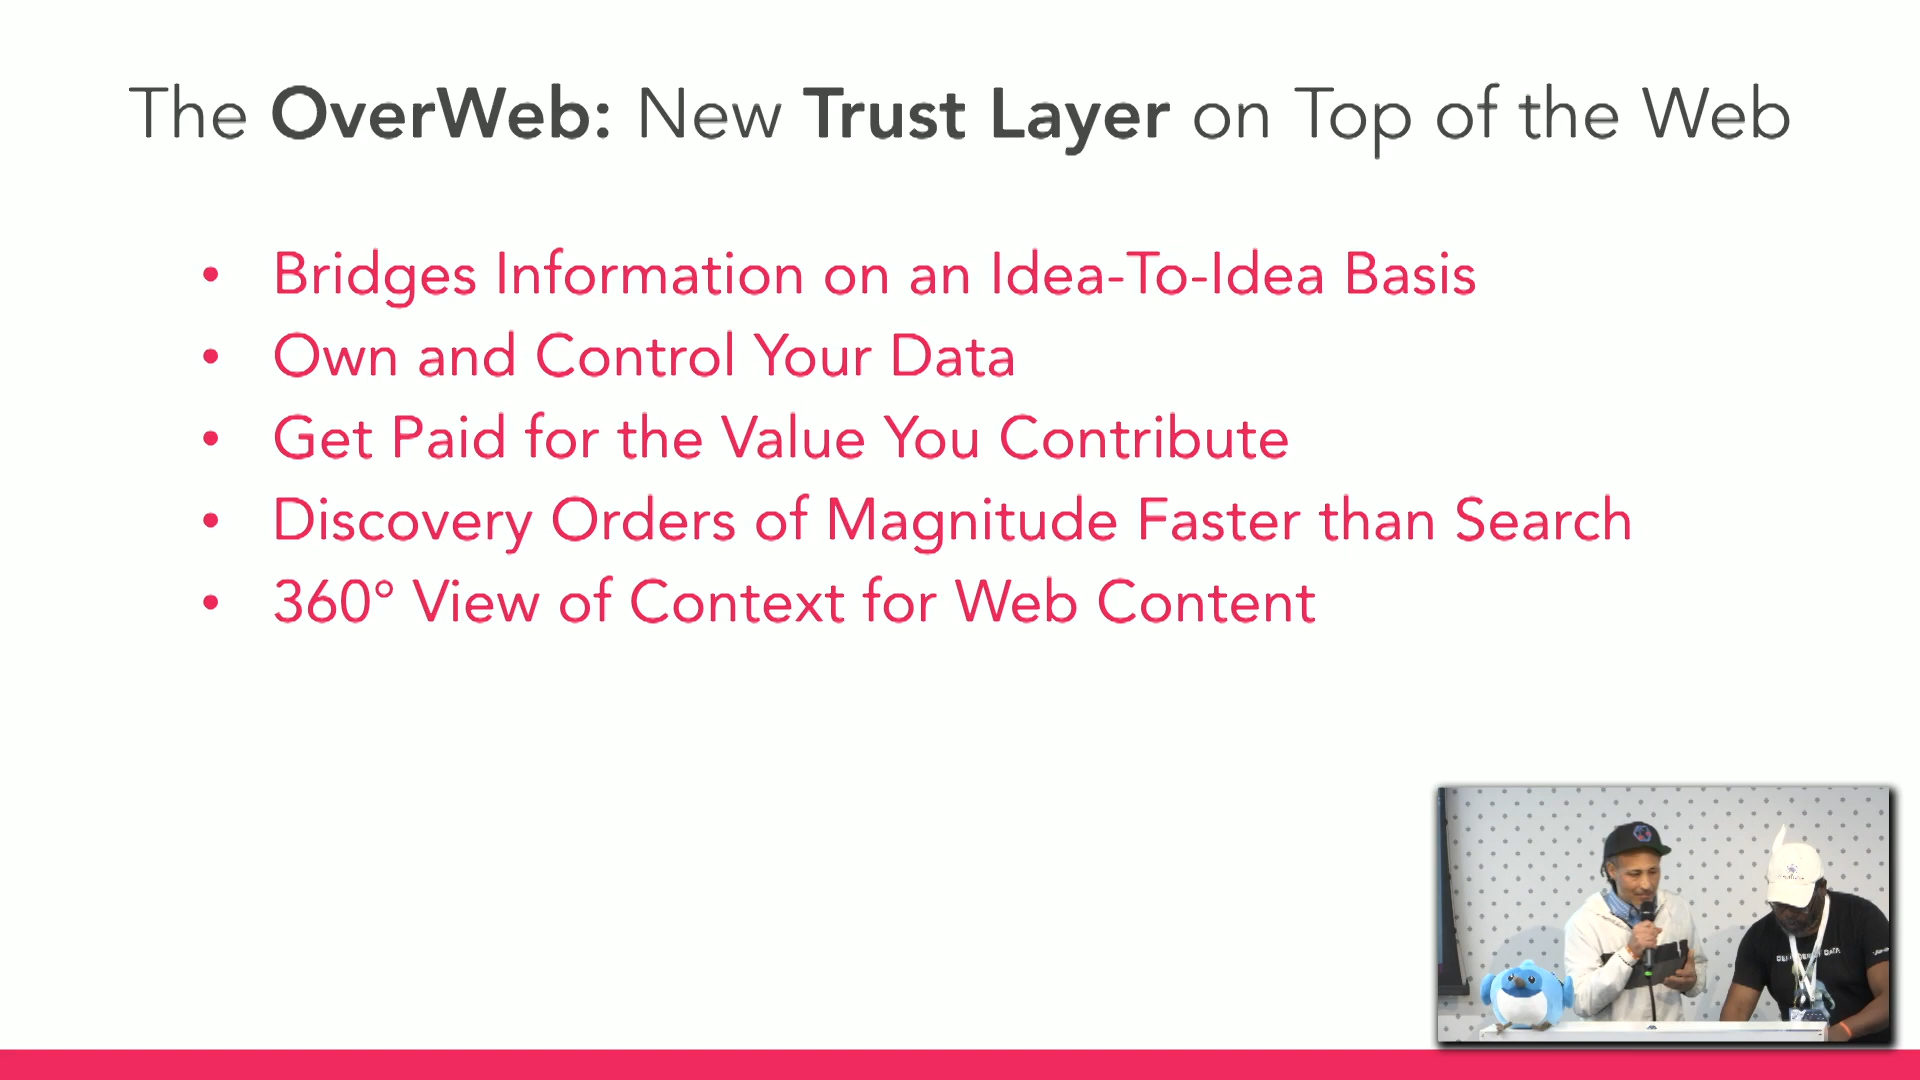 The OverWeb: New Trust Layer on Top of the Web
• Bridges Information on an Idea-To-Idea Basis
• Own and Control Your Data
• Get Paid for the Value You Contribute
• Discovery Orders of Magnitude Faster than Search
• 360° View of Context for Web Content